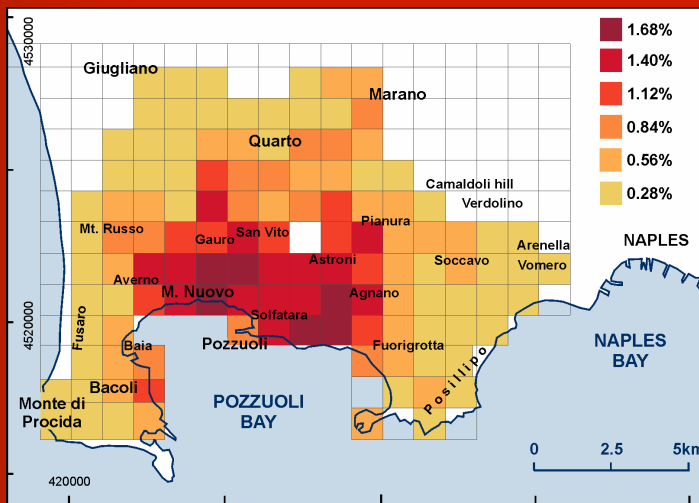 4530000
1.68%
1.40%
1.12%
0.84%
0.56%
0.28%
Giugliano
Marano
Quarto
Camaldoli hill
Verdolino
Pianura
Mt. Russo
Gauro
San Vito
Arenella
NAPLES
Astroni
Soccavo
Vomero
Averno
M. Nuovo
Agnano
Solfatara
4520000
Fusaro
Baia
Pozzuoli
Fuorigrotta
NAPLES
BAY
Posillipo
Bacoli
Monte di
Procida
POZZUOLI
BAY
0 2.5 5km
420000